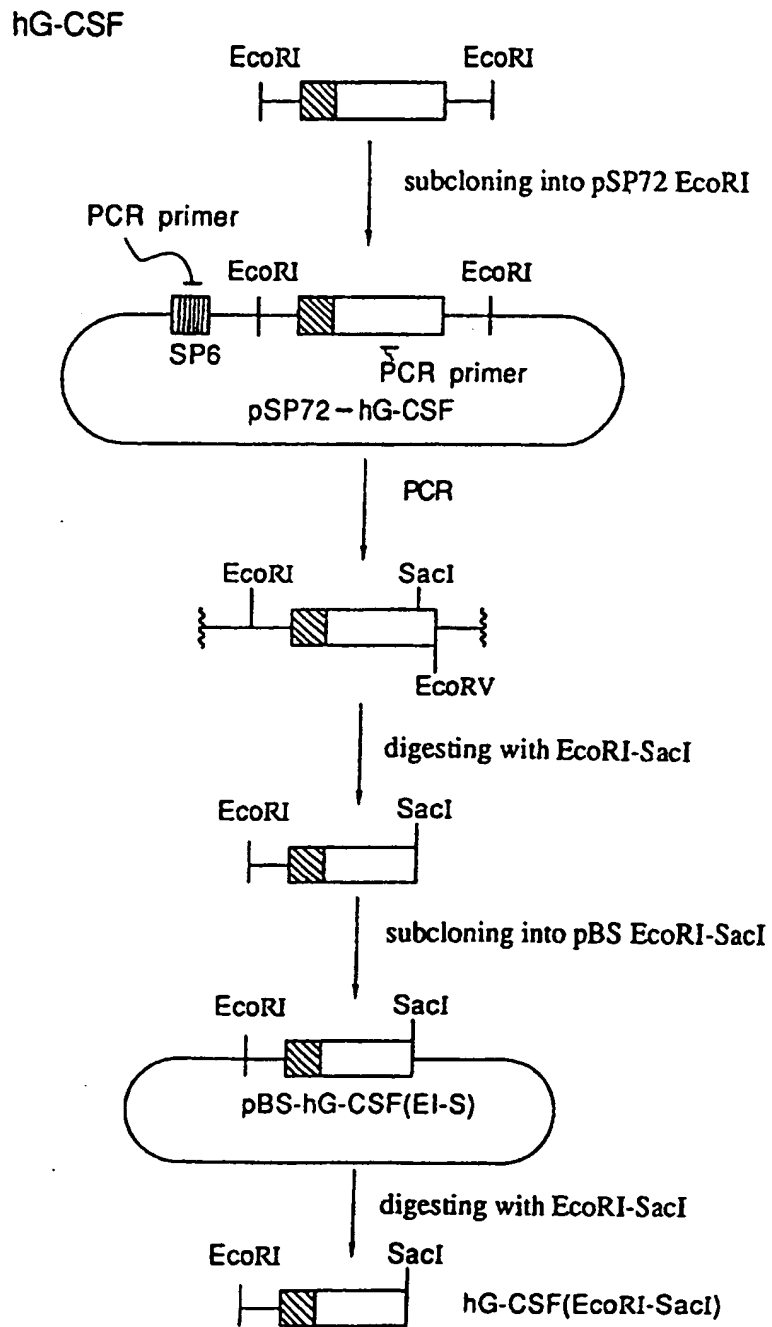 hG-CSF
EcoRI EcoRI
subcloning into pSP72 EcoRI
PCR primer
EcoRI EcoRI
SP6
PCR primer
pSP72-hG-CSF
PCR
EcoRI SacI
EcoRV
digesting with EcoRI-SacI
EcoRI SacI
subcloning into pBS EcoRI-SacI
EcoRI SacI
pBS-hG-CSF(EI-S)
digesting with EcoRI-SacI
EcoRI SacI
hG-CSF(EcoRI-SacI)